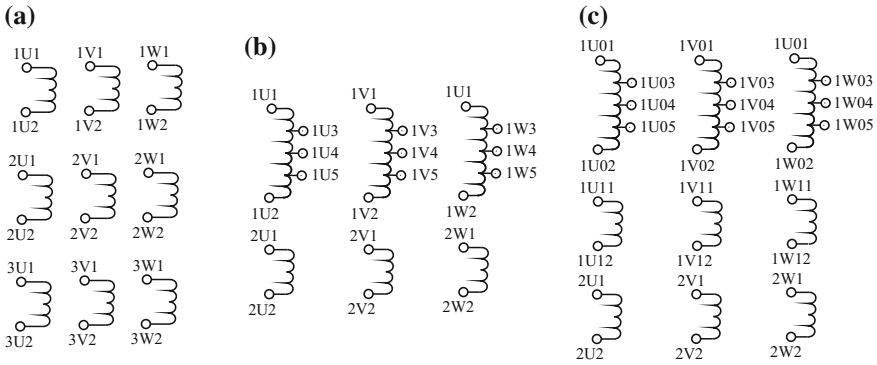 (a)
1U1 1V1 1W1
1U2 1V2 1W2
2U1 2V1 2W1
2U2 2V2 2W2
3U1 3V1 3W1
3U2 3V2 3W2
(b)
1U1 1V1 1U1
1U3 1V3 1W3
1U4 1V4 1W4
1U5 1V5 1W5
1U2 1V2 1W2
2U1 2V1 2W1
2U2 2V2 2W2
(c)
1U01 1V01 1U01
1U03 1V03 1W03
1U04 1V04 1W04
1U05 1V05 1W05
1U02 1V02 1W02
1U11 1V11 1W11
1U12 1V12 1W12
2U1 2V1 2W1
2U2 2V2 2W2